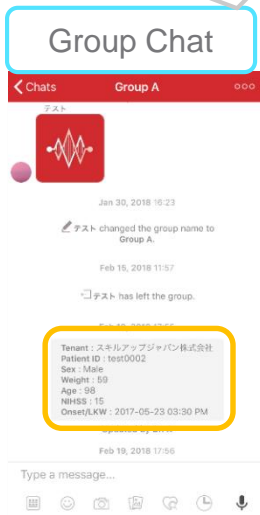 Group Chat
Chats
Group A
テスト
Jan 30, 2018 16:23
テスト changed the group name to
Group A.
Feb 15, 2018 11:57
テスト has left the group.
Tenant : スキルアップジャパン株式会社
Patient ID : test0002
Sex : Male
Weight : 59
Age : 98
NIHSS : 15
Onset/LKW : 2017-05-23 03:30 PM
Feb 19, 2018 17:56
Type a message...